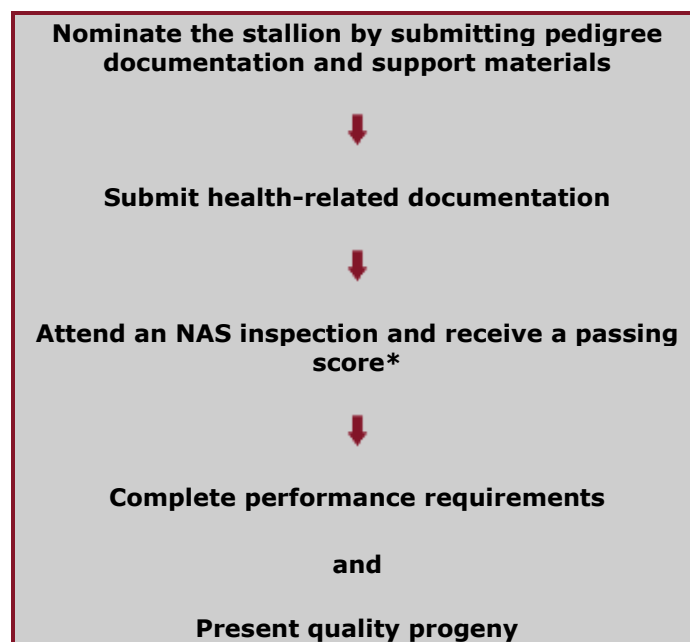 Nominate the stallion by submitting pedigree
documentation and support materials
Submit health-related documentation
Attend an NAS inspection and receive a passing
score*
Complete performance requirements
and
Present quality progeny